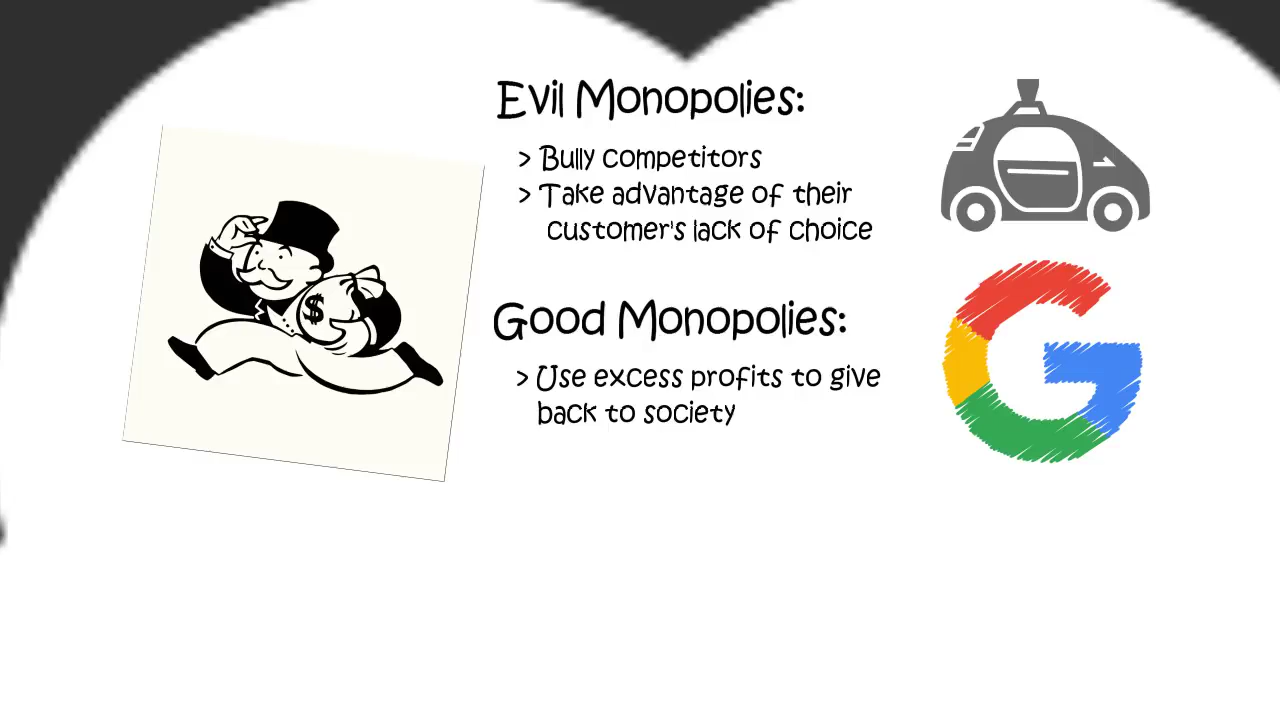 Evil Monopolies:
> Bully competitors
> Take advantage of their
customer's lack of choice
Good Monopolies:
> Use excess profits to give
back to society
$
G